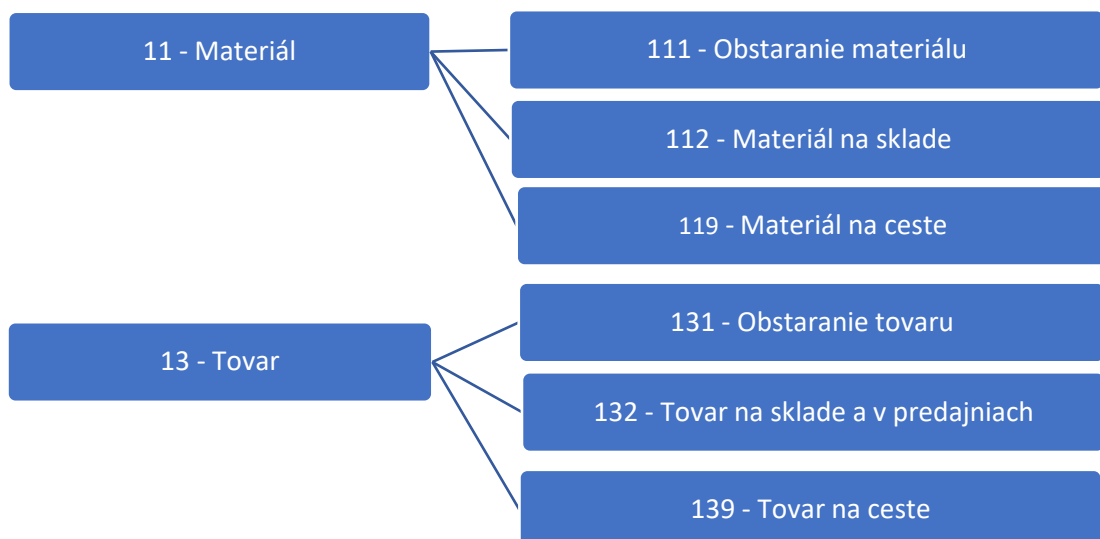 11 - Materiál
111 - Obstaranie materiálu
112 - Materiál na sklade
119 - Materiál na ceste
13 - Tovar
131 - Obstaranie tovaru
132 - Tovar na sklade a v predajniach
139 - Tovar na ceste